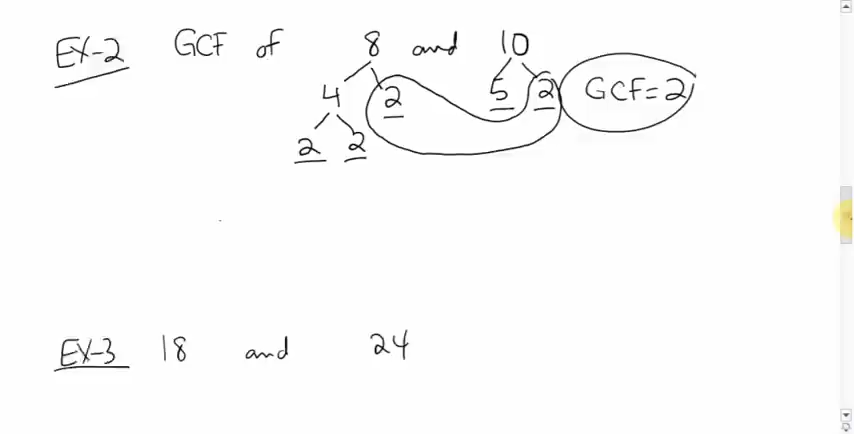 EX-2 GCF of 8 and 10
4 2 5 2 GCF=2
2 2
EX-3 18 and 24